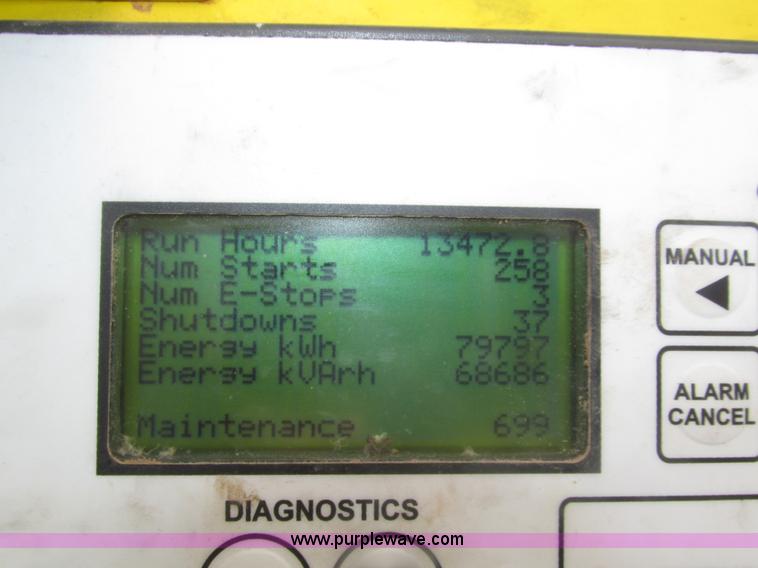 Run Hours 13472.8
Num Starts 258
Num E-Stops 3
Shutdowns 37
Energy kWh 79797
Energy kVArh 68686
Maintenance 699
MANUAL
ALARM
CANCEL
DIAGNOSTICS
www.purplewave.com